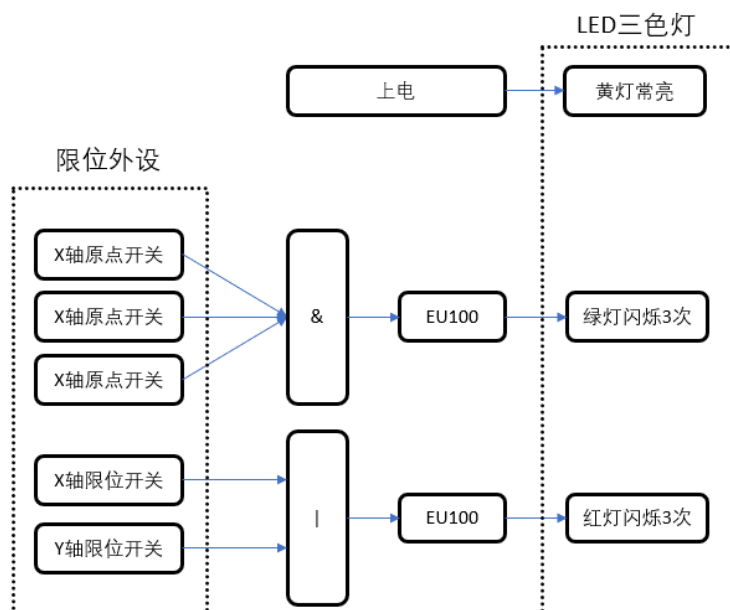 LED三色灯
上电
黄灯常亮
限位外设
X轴原点开关
X轴原点开关
X轴原点开关
&
EU100
绿灯闪烁3次
X轴限位开关
Y轴限位开关
|
EU100
红灯闪烁3次